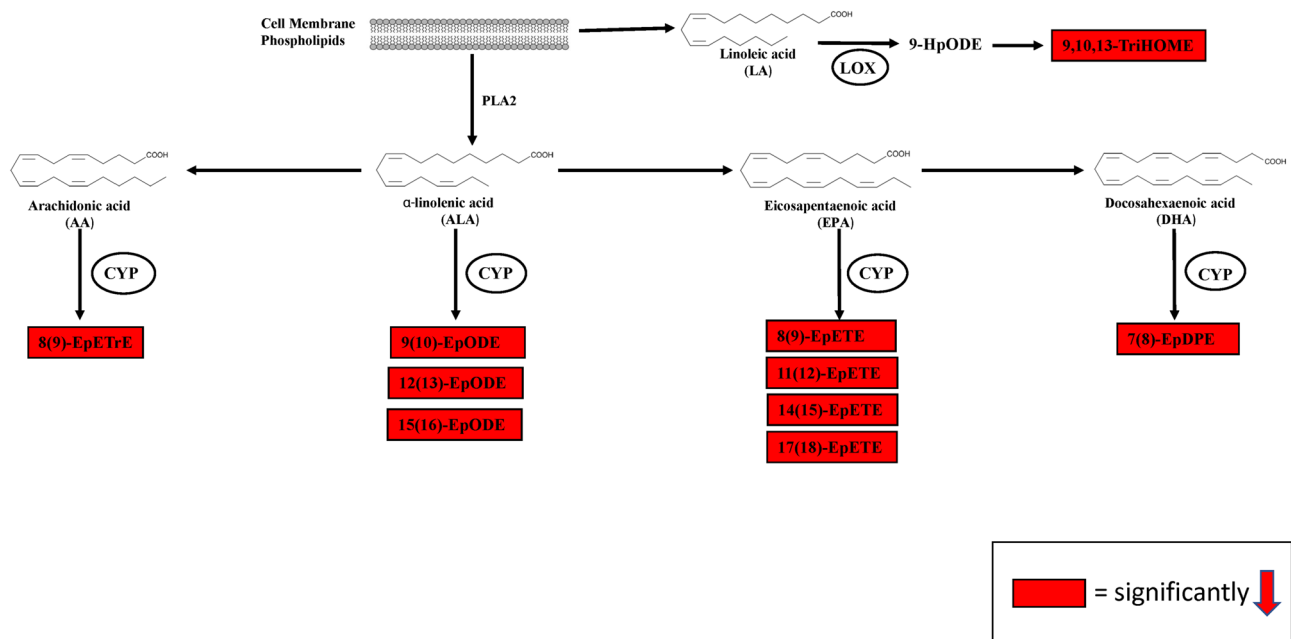 Cell Membrane
Phospholipids
COOH
Linoleic acid
(LA)
LOX
9-HpODE
9,10,13-TriHOME
PLA2
COOH
Arachidonic acid
(AA)
COOH
α-linolenic acid
(ALA)
COOH
Eicosapentaenoic acid
(EPA)
COOH
Docosahexaenoic acid
(DHA)
CYP
CYP
CYP
CYP
8(9)-EpETrE
9(10)-EpODE
12(13)-EpODE
15(16)-EpODE
8(9)-EpETE
11(12)-EpETE
14(15)-EpETE
17(18)-EpETE
7(8)-EpDPE
= significantly